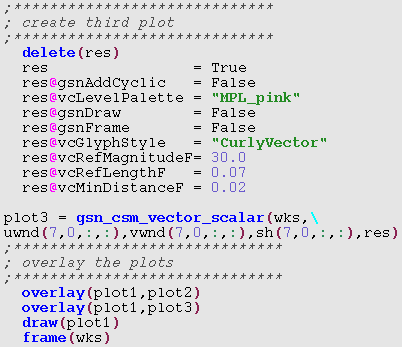 ;****************************
; create third plot
;****************************
  delete(res)
  res               = True
  res@gsnAddCyclic   = False
  res@vcLevelPalette = "MPL_pink"
  res@gsnDraw        = False
  res@gsnFrame       = False
  res@vcGlyphStyle   = "CurlyVector"
  res@vcRefMagnitudeF= 30.0
  res@vcRefLengthF   = 0.07
  res@vcMinDistanceF = 0.02
plot3 = gsn_csm_vector_scalar(wks,\
uwnd(7,0,:,:),vwnd(7,0,:,:),sh(7,0,:,:),res)
;*****************************
; overlay the plots
;*****************************
  overlay(plot1,plot2)
  overlay(plot1,plot3)
  draw(plot1)
  frame(wks)